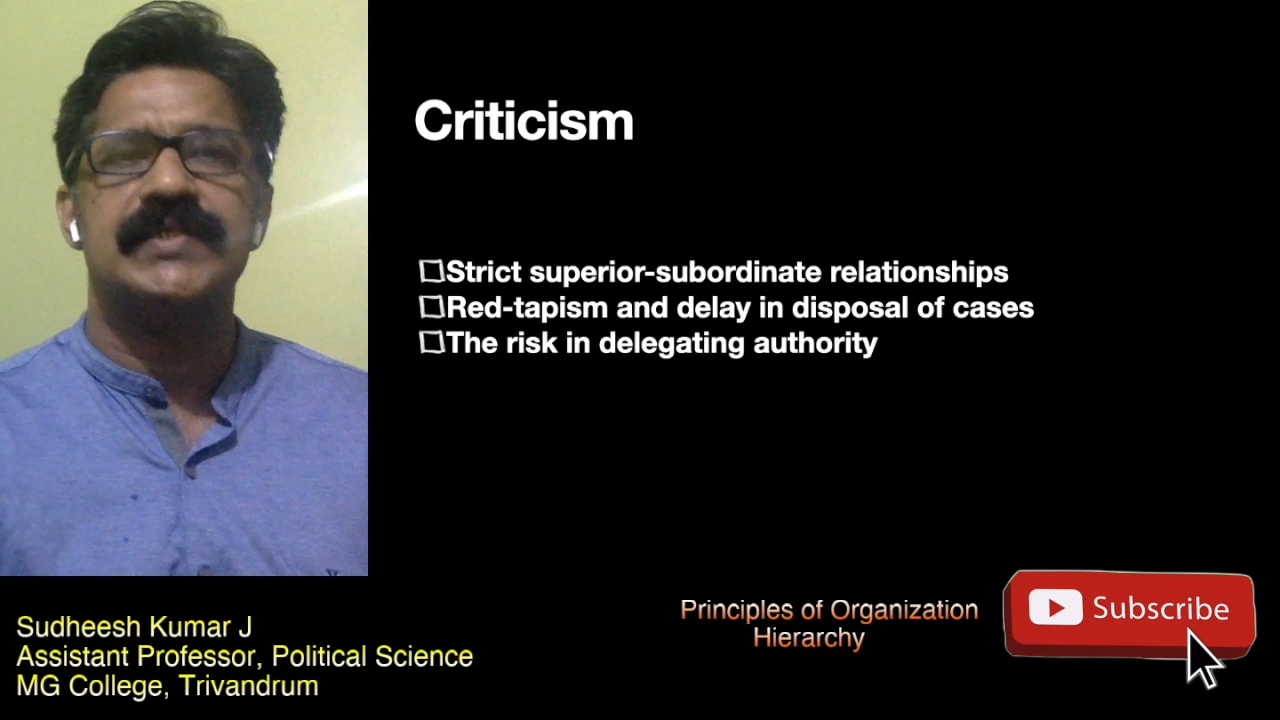 Criticism
Strict superior-subordinate relationships
Red-tapism and delay in disposal of cases
The risk in delegating authority
Sudheesh Kumar J
Assistant Professor, Political Science
MG College, Trivandrum
Principles of Organization
Hierarchy
Subscribe